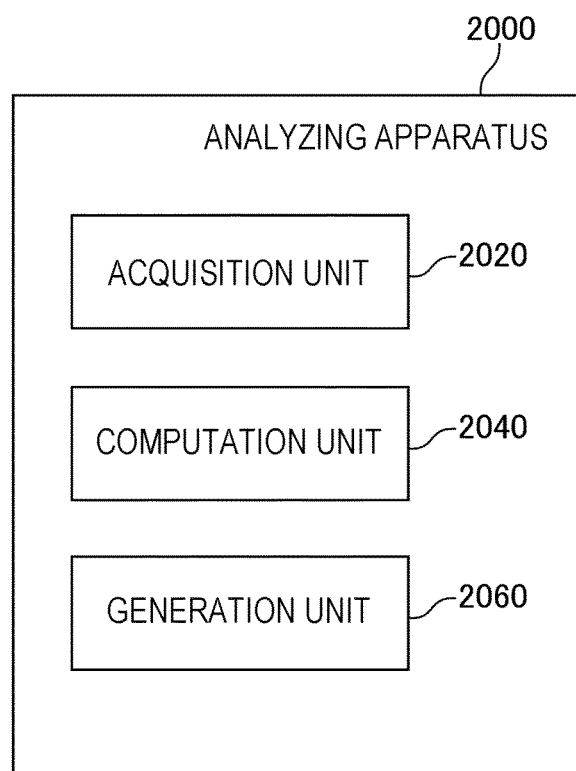 2000
ANALYZING APPARATUS
ACQUISITION UNIT
2020
COMPUTATION UNIT
2040
GENERATION UNIT
2060